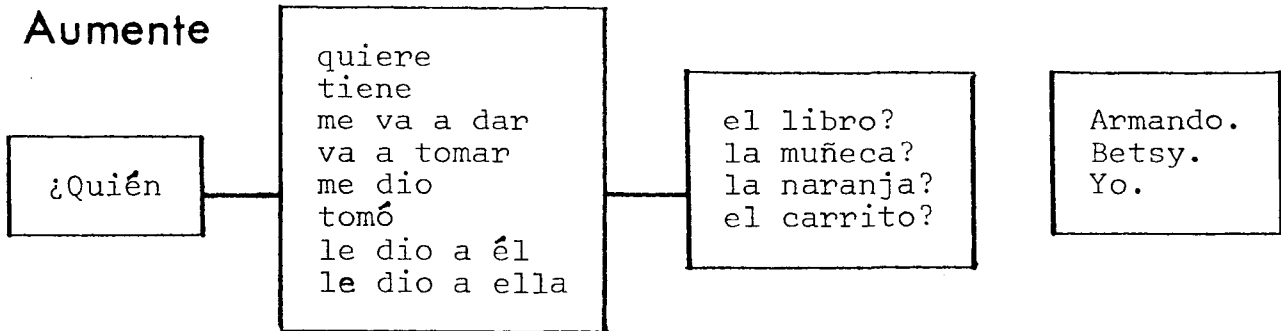 Aumente
¿Quién
quiere
tiene
me va a dar
va a tomar
me dio
tomó
le dio a él
le dio a ella
el libro?
la muñeca?
la naranja?
el carrito?
Armando.
Betsy.
Yo.